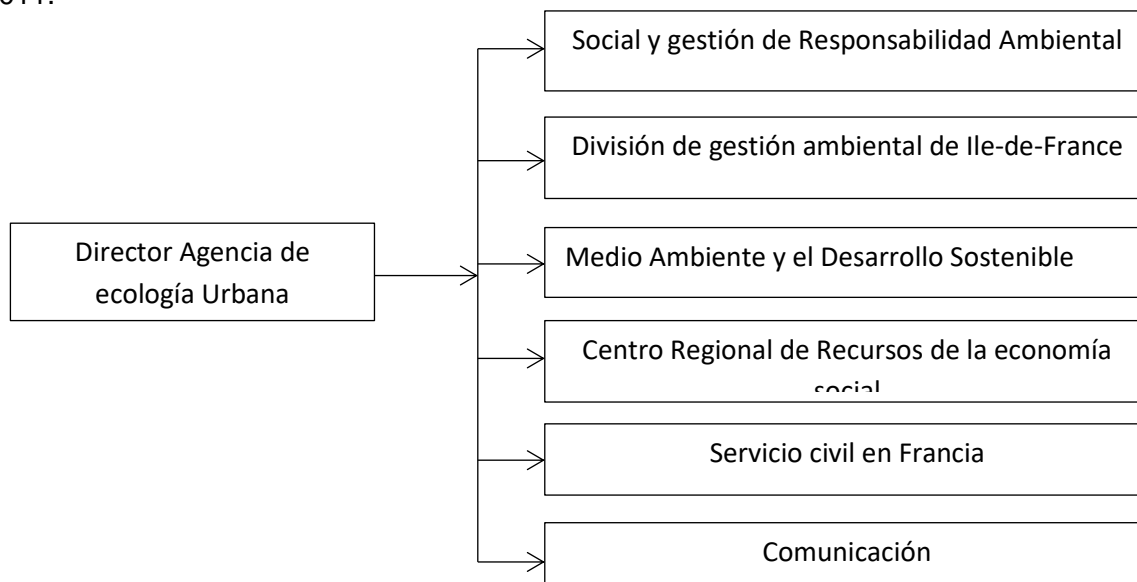 Social y gestión de Responsabilidad Ambiental
División de gestión ambiental de Ile-de-France
Director Agencia de
ecología Urbana
Medio Ambiente y el Desarrollo Sostenible
Centro Regional de Recursos de la economía
social
Servicio civil en Francia
Comunicación